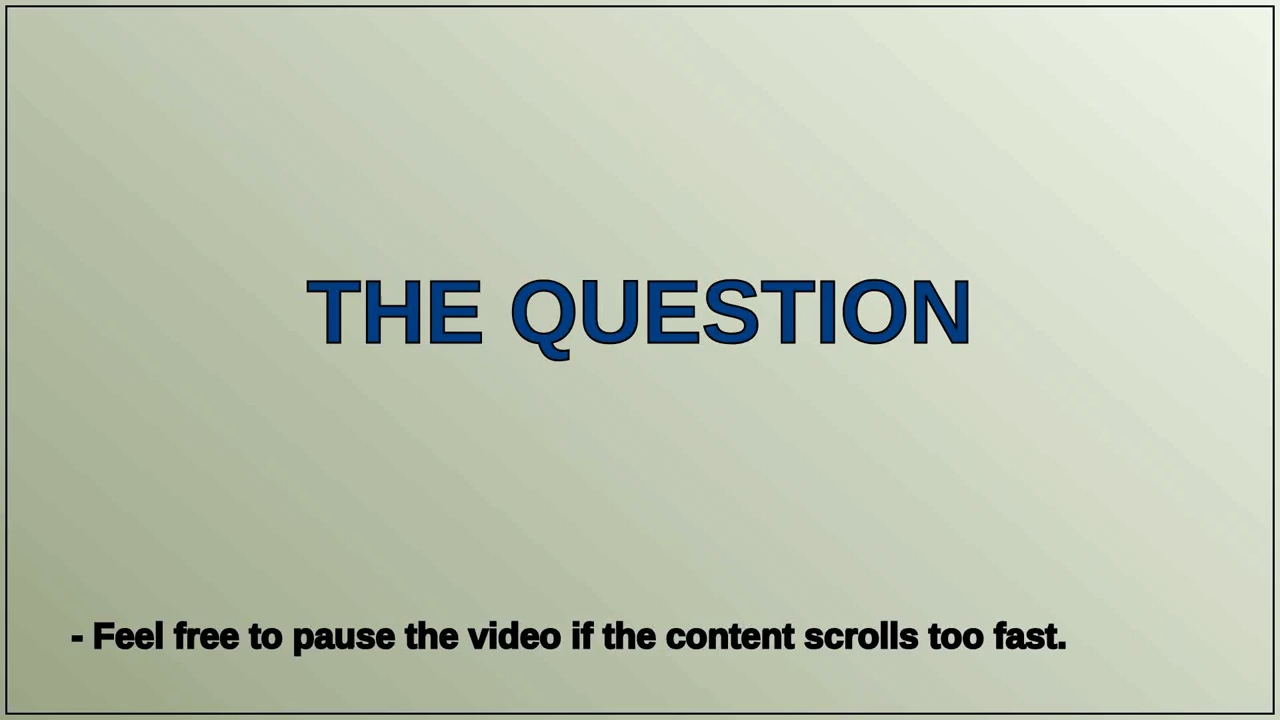 THE QUESTION
- Feel free to pause the video if the content scrolls too fast.